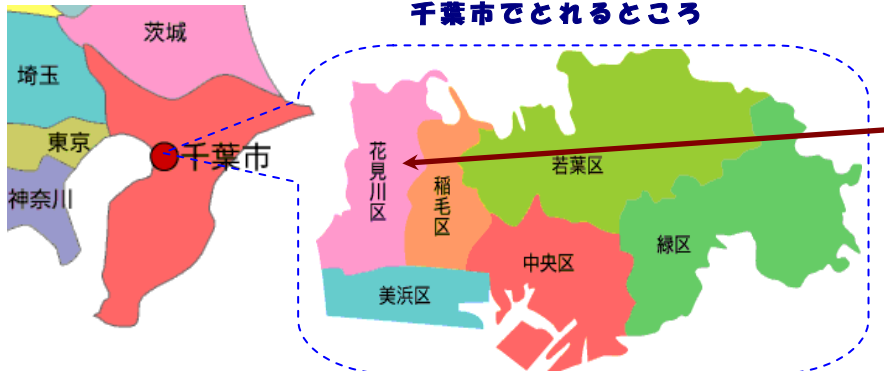 千葉市でとれるところ
茨城
埼玉
東京
千葉市
神奈川
花見川区
稲毛区
若葉区
緑区
中央区
美浜区